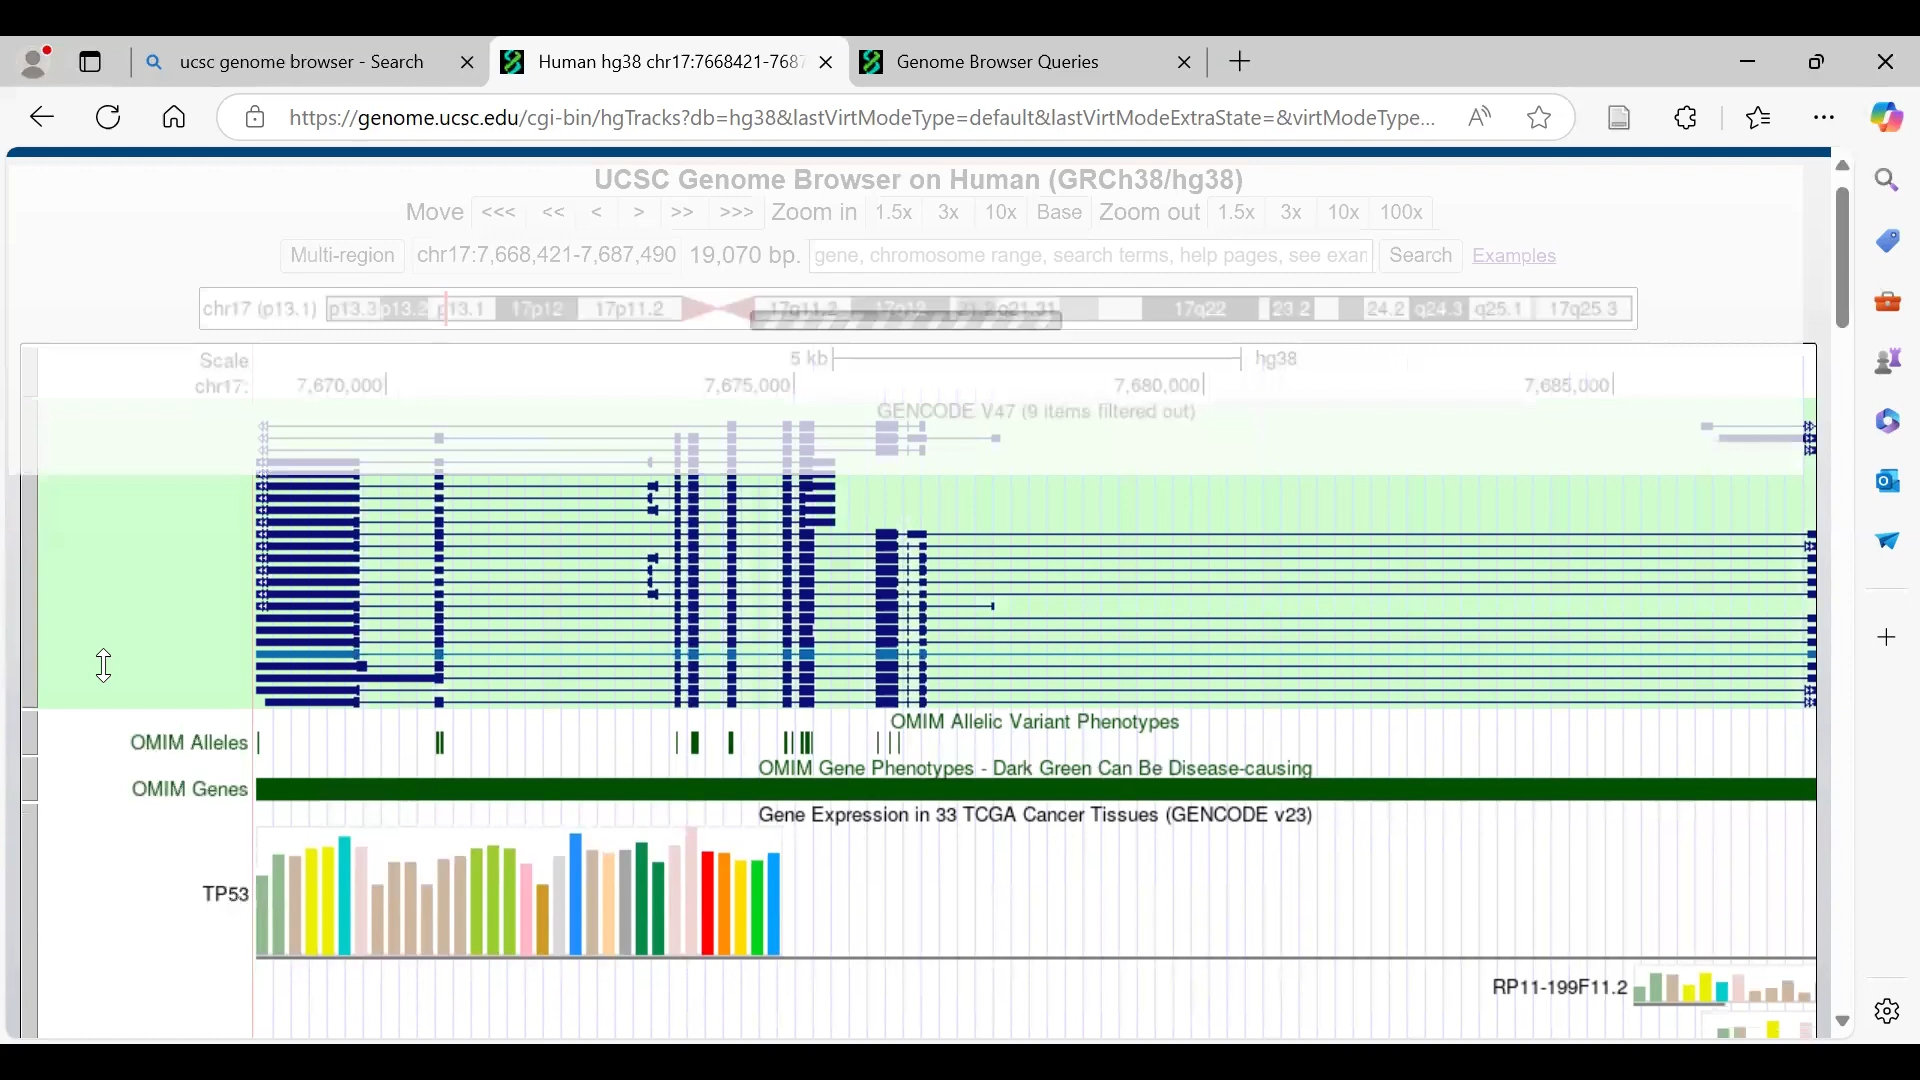 ucsc genome browser - Search
Human hg38 chr17:7668421-7687
Genome Browser Queries
https://genome.ucsc.edu/cgi-bin/hgTracks?db=hg38&lastVirtModeType=default&lastVirtModeExtraState=&virtModeType...
UCSC Genome Browser on Human (GRCh38/hg38)
Move <<< << < > >> >>> Zoom in 1.5x 3x 10x Base Zoom out 1.5x 3x 10x 100x
Multi-region chr17:7,668,421-7,687,490 19,070 bp. gene, chromosome range, search terms, help pages, see exam Search Examples
chr17 (p13.1) p13.3 p13.2 p13.1 17p12 17p11.2 17q11.2 17q12 q21.31 17q22 23.2 24.2 q24.3 q25.1 17q25.3
Scale 5 kb hg38
chr17: 7,670,000 7,675,000 7,680,000 7,685,000
GENCODE V47 (9 items filtered out)
OMIM Allelic Variant Phenotypes
OMIM Alleles
OMIM Gene Phenotypes - Dark Green Can Be Disease-causing
OMIM Genes
Gene Expression in 33 TCGA Cancer Tissues (GENCODE v23)
TP53
RP11-199F11.2